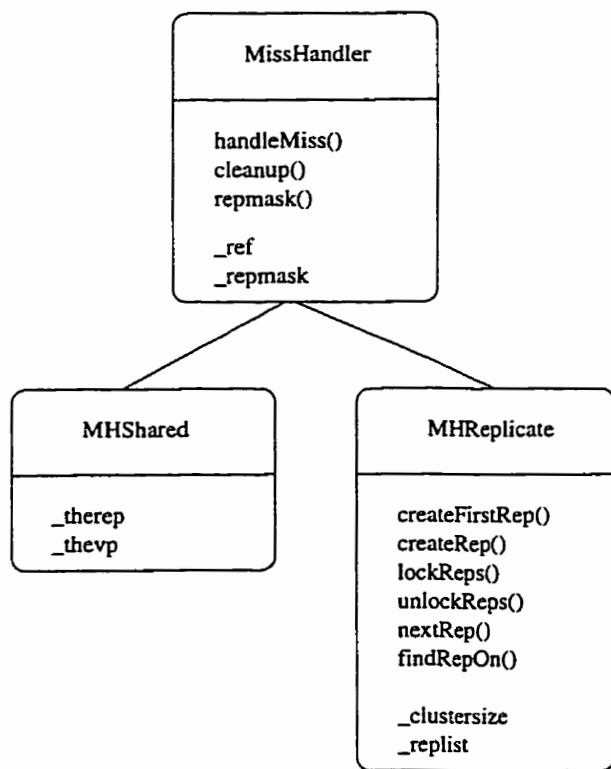 MissHandler
handleMiss()
cleanup()
repmask()
_ref
_repmask
MHShared
_therep
_thevp
MHReplicate
createFirstRep()
createRep()
lockReps()
unlockReps()
nextRep()
findRepOn()
_clustersize
_replist